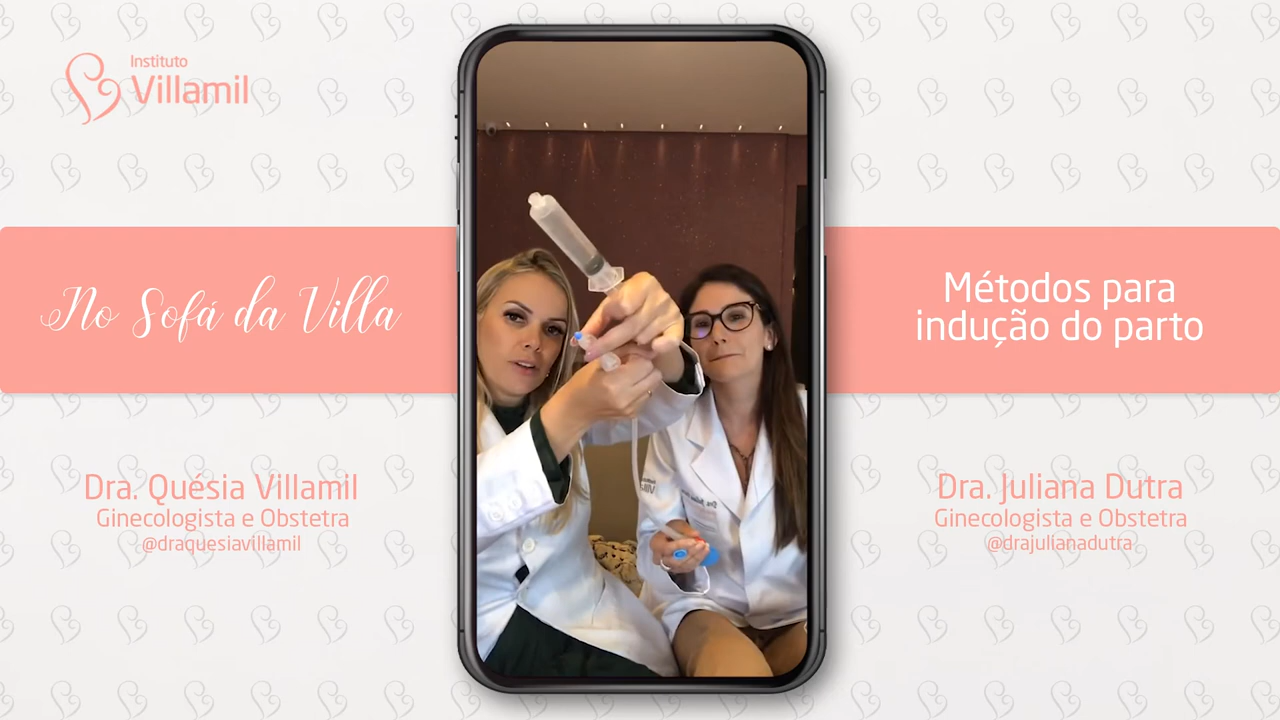 Instituto
Villamil
No Sofá da Villa
Métodos para
indução do parto
Dra. Quésia Villamil
Ginecologista e Obstetra
@draquesiavillamil
Dra. Juliana Dutra
Ginecologista e Obstetra
@drajulianadutra